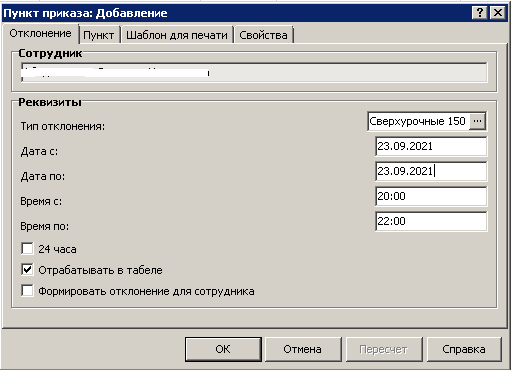 Пункт приказа: Добавление
Отклонение Пункт Шаблон для печати Свойства
Сотрудник
Реквизиты
Тип отклонения: Сверхурочные 150 ...
Дата с: 23.09.2021
Дата по: 23.09.2021
Время с: 20:00
Время по: 22:00
24 часа
Отрабатывать в табеле
Формировать отклонение для сотрудника
ОК Отмена Пересчет Справка